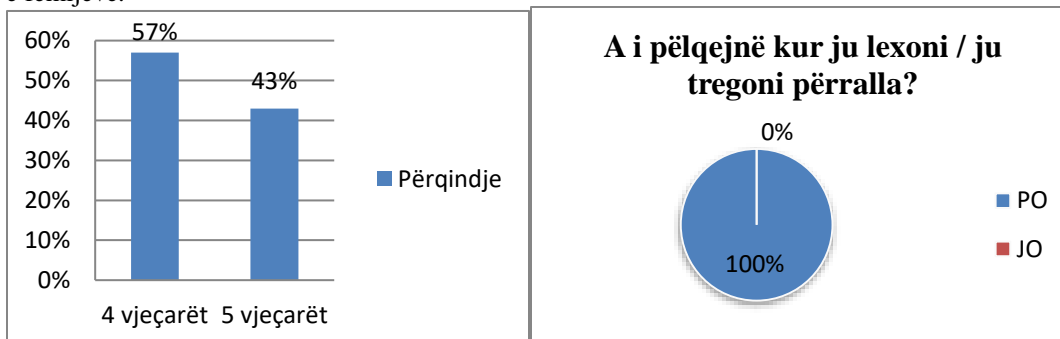 60%
50%
40%
30%
20%
10%
0%
57%
43%
4 vjeçarët 5 vjeçarët
Përqindje
A i pëlqejnë kur ju lexoni / ju
tregoni përralla?
0%
100%
PO
JO